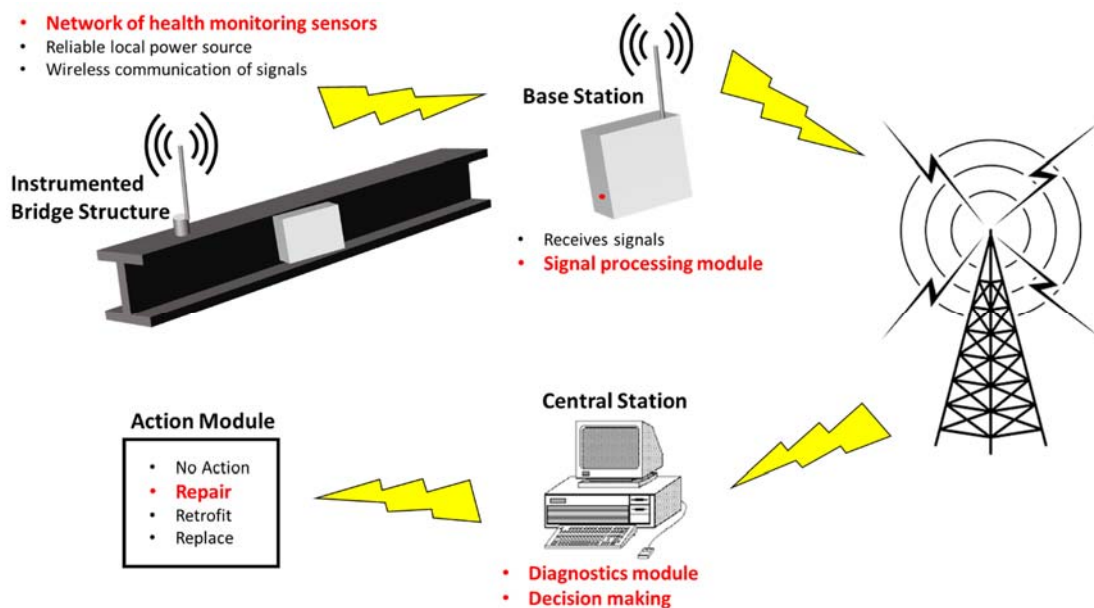 • Network of health monitoring sensors
• Reliable local power source
• Wireless communication of signals
Instrumented
Bridge Structure
Base Station
• Receives signals
• Signal processing module
Central Station
• Diagnostics module
• Decision making
Action Module
• No Action
• Repair
• Retrofit
• Replace